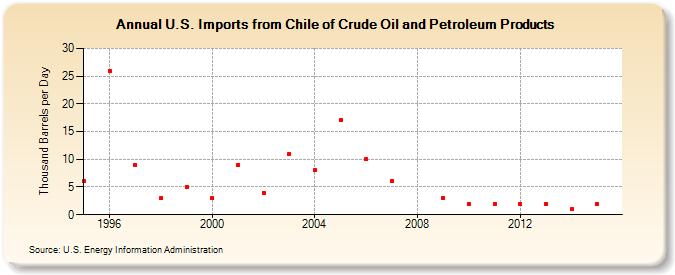 Annual U.S. Imports from Chile of Crude Oil and Petroleum Products
Thousand Barrels per Day
30
25
20
15
10
5
0
1996 2000 2004 2008 2012
Source: U.S. Energy Information Administration